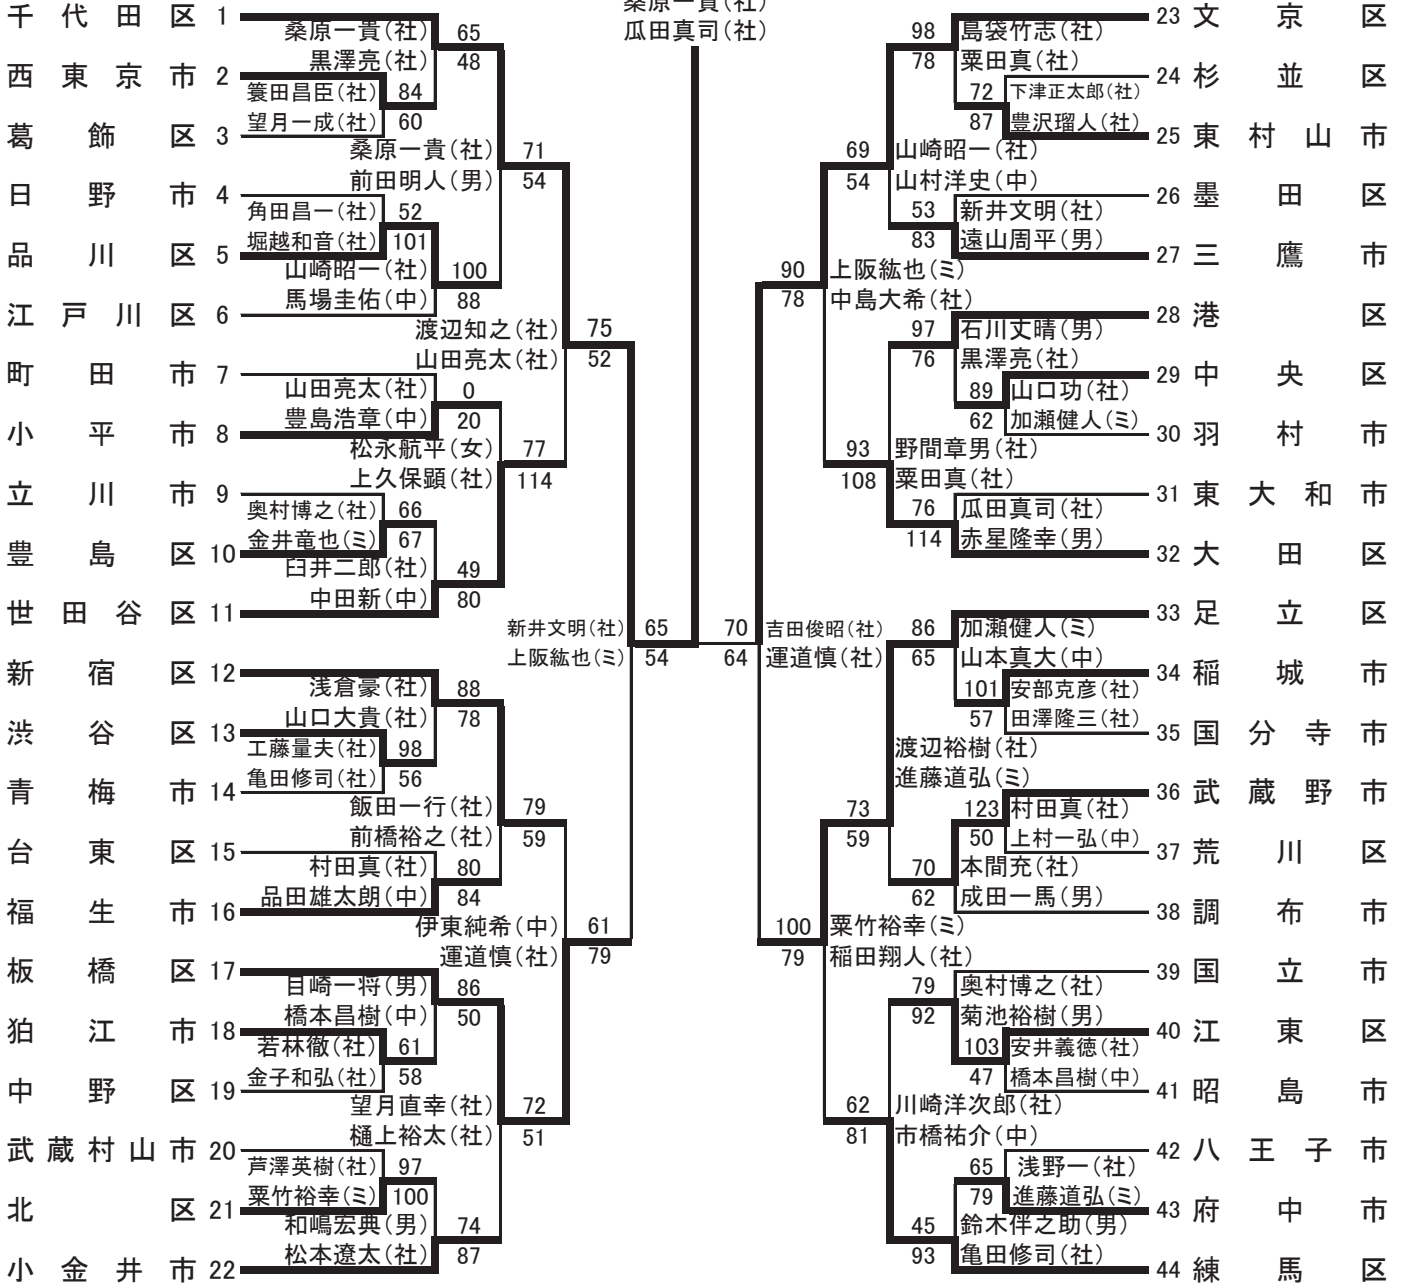 桑原一貴(社)
瓜田真司(社)
千代田区 1
桑原一貴(社) 65
黒澤亮(社) 48
西東京市 2
簑田昌臣(社) 84
望月一成(社) 60
葛飾区 3
桑原一貴(社) 71
前田明人(男) 54
日野市 4
角田昌一(社) 52
堀越和音(社) 101
品川区 5
山崎昭一(社) 100
馬場圭佑(中) 88
江戸川区 6
渡辺知之(社) 75
山田亮太(社) 52
町田市 7
山田亮太(社) 0
豊島浩章(中) 20
小平市 8
松永航平(女) 77
上久保顕(社) 114
立川市 9
奥村博之(社) 66
金井竜也(ミ) 67
豊島区 10
臼井二郎(社) 49
中田新(中) 80
世田谷区 11
新井文明(社) 65
上阪紘也(ミ) 54
新宿区 12
浅倉豪(社) 88
山口大貴(社) 78
渋谷区 13
工藤量夫(社) 98
亀田修司(社) 56
青梅市 14
飯田一行(社) 79
前橋裕之(社) 59
台東区 15
村田真(社) 80
品田雄太朗(中) 84
福生市 16
伊東純希(中) 61
運道慎(社) 79
板橋区 17
目崎一将(男) 86
橋本昌樹(中) 50
狛江市 18
若林徹(社) 61
金子和弘(社) 58
中野区 19
望月直幸(社) 72
樋上裕太(社) 51
武蔵村山市 20
芦澤英樹(社) 97
粟竹裕幸(ミ) 100
北区 21
和嶋宏典(男) 74
松本遼太(社) 87
小金井市 22
23 文京区
98 島袋竹志(社)
78 粟田真(社)
24 杉並区
72 下津正太郎(社)
87 豊沢瑠人(社)
25 東村山市
69 山崎昭一(社)
54 山村洋史(中)
26 墨田区
53 新井文明(社)
83 遠山周平(男)
27 三鷹市
90 上阪紘也(ミ)
78 中島大希(社)
28 港区
97 石川丈晴(男)
76 黒澤亮(社)
29 中央区
89 山口功(社)
62 加瀬健人(ミ)
30 羽村市
93 野間章男(社)
108 粟田真(社)
31 東大和市
76 瓜田真司(社)
114 赤星隆幸(男)
32 大田区
70 吉田俊昭(社)
64 運道慎(社)
33 足立区
86 加瀬健人(ミ)
65 山本真大(中)
34 稲城市
101 安部克彦(社)
57 田澤隆三(社)
35 国分寺市
73 渡辺裕樹(社)
59 進藤道弘(ミ)
36 武蔵野市
123 村田真(社)
50 上村一弘(中)
37 荒川区
70 本間充(社)
62 成田一馬(男)
38 調布市
100 粟竹裕幸(ミ)
79 稲田翔人(社)
39 国立市
79 奥村博之(社)
92 菊池裕樹(男)
40 江東区
103 安井義徳(社)
47 橋本昌樹(中)
41 昭島市
62 川崎洋次郎(社)
81 市橋祐介(中)
42 八王子市
65 浅野一(社)
79 進藤道弘(ミ)
43 府中市
45 鈴木伴之助(男)
93 亀田修司(社)
44 練馬区